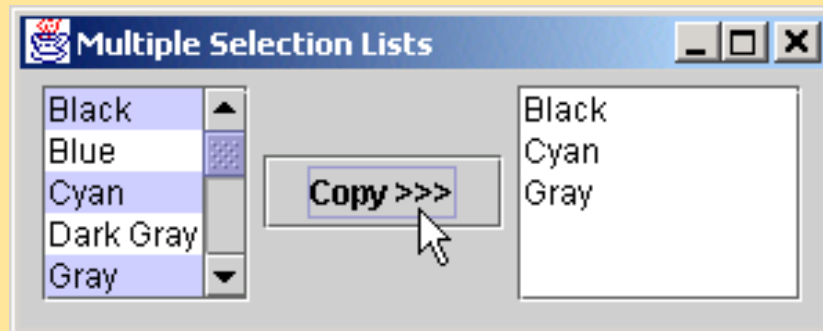 Multiple Selection Lists
Black
Blue
Cyan
Dark Gray
Gray
Copy >>>
Black
Cyan
Gray